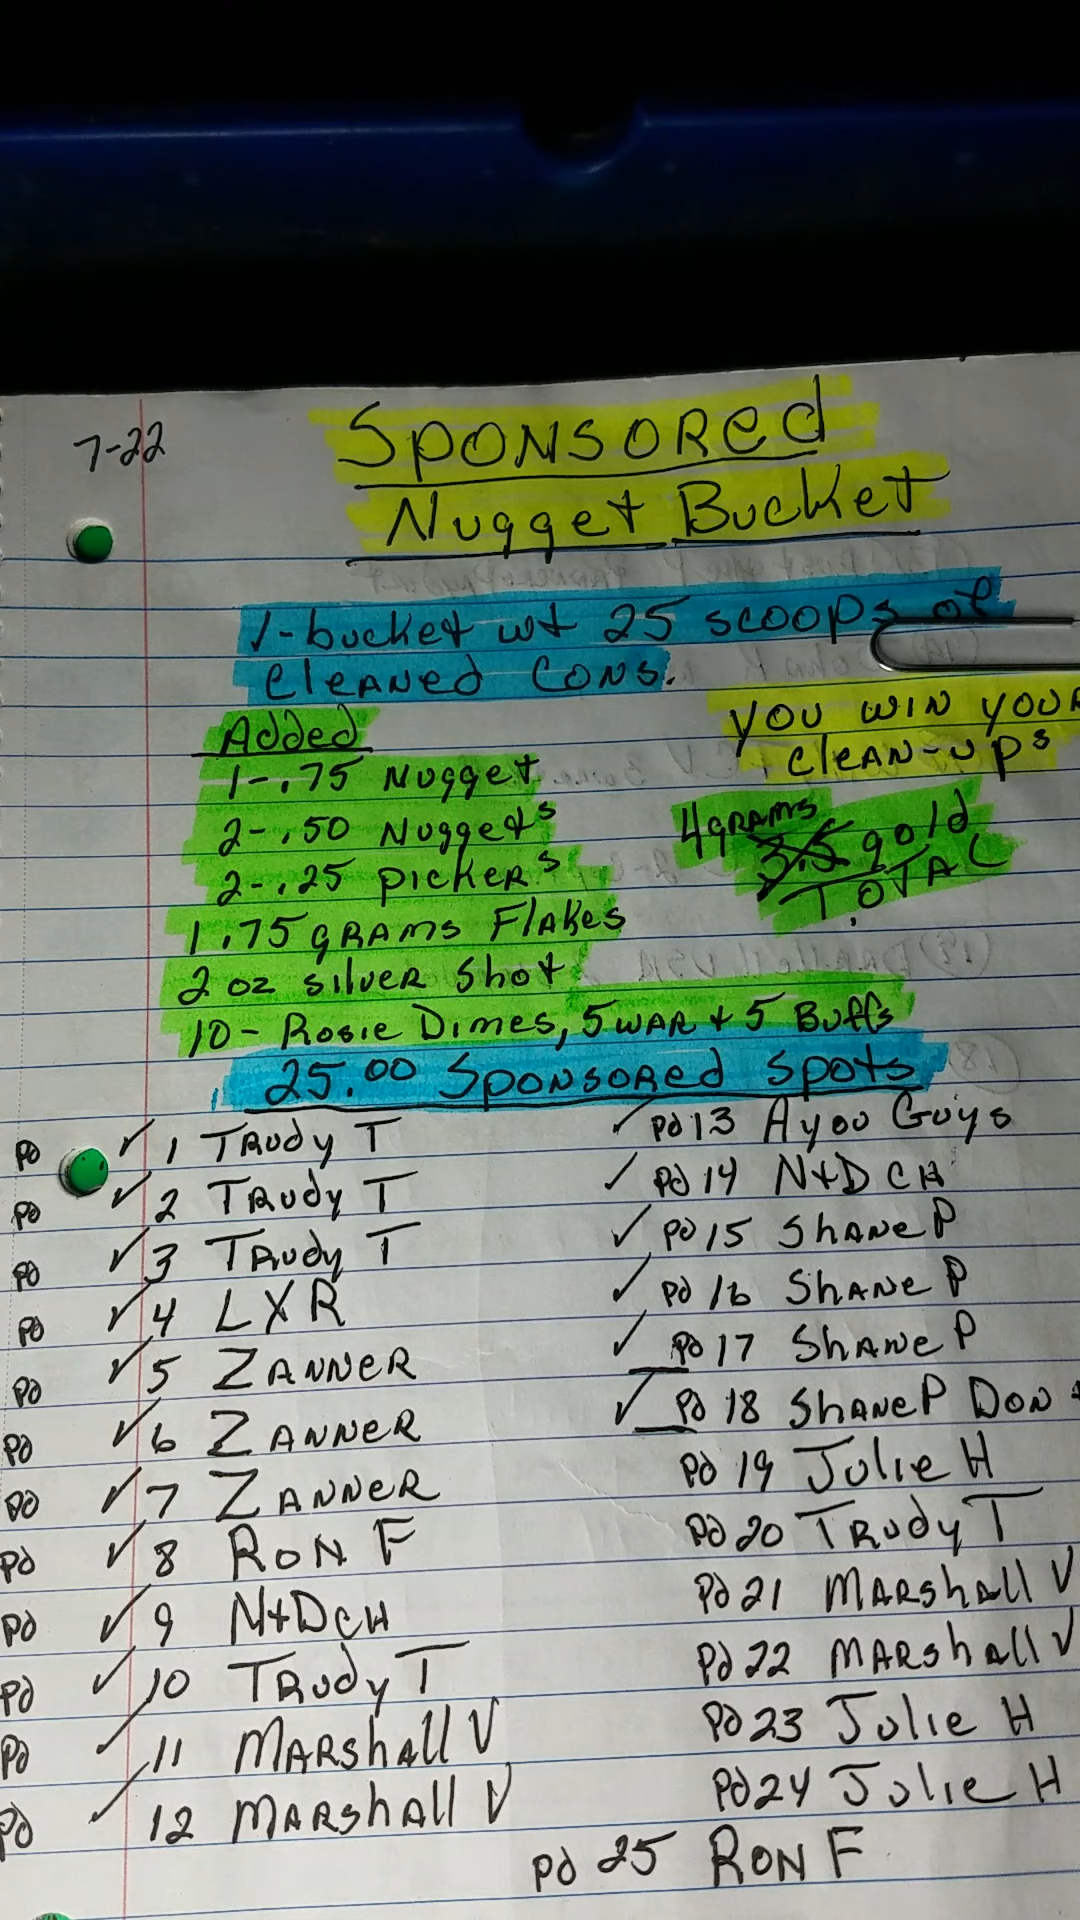 7-22
Sponsored
Nugget Bucket
1-bucket wt 25 scoops of
cleaned cons.
Added
1-.75 Nugget
2-.50 Nuggets
2-.25 pickers
1.75 grams Flakes
2 oz silver shot
10- Rosie Dimes, 5 war + 5 Buffs
you win your
clean-ups
4 grams
3.5 gold
TOTAL
25.00 Sponsored spots
pd ✓ 1 Trudy T
pd ✓ 2 Trudy T
pd ✓ 3 Trudy T
pd ✓ 4 LXR
pd ✓ 5 Zanner
pd ✓ 6 Zanner
pd ✓ 7 Zanner
pd ✓ 8 Ron F
pd ✓ 9 N+DCH
pd ✓ 10 Trudy T
pd ✓ 11 Marshall V
pd ✓ 12 Marshall V
✓ pd 13 Ayou Guys
✓ pd 14 N+D CH
✓ pd 15 Shane P
✓ pd 16 Shane P
✓ pd 17 Shane P
✓ pd 18 Shane P Don
pd 19 Julie H
pd 20 Trudy T
pd 21 Marshall V
pd 22 Marshall V
pd 23 Julie H
pd 24 Julie H
pd 25 Ron F